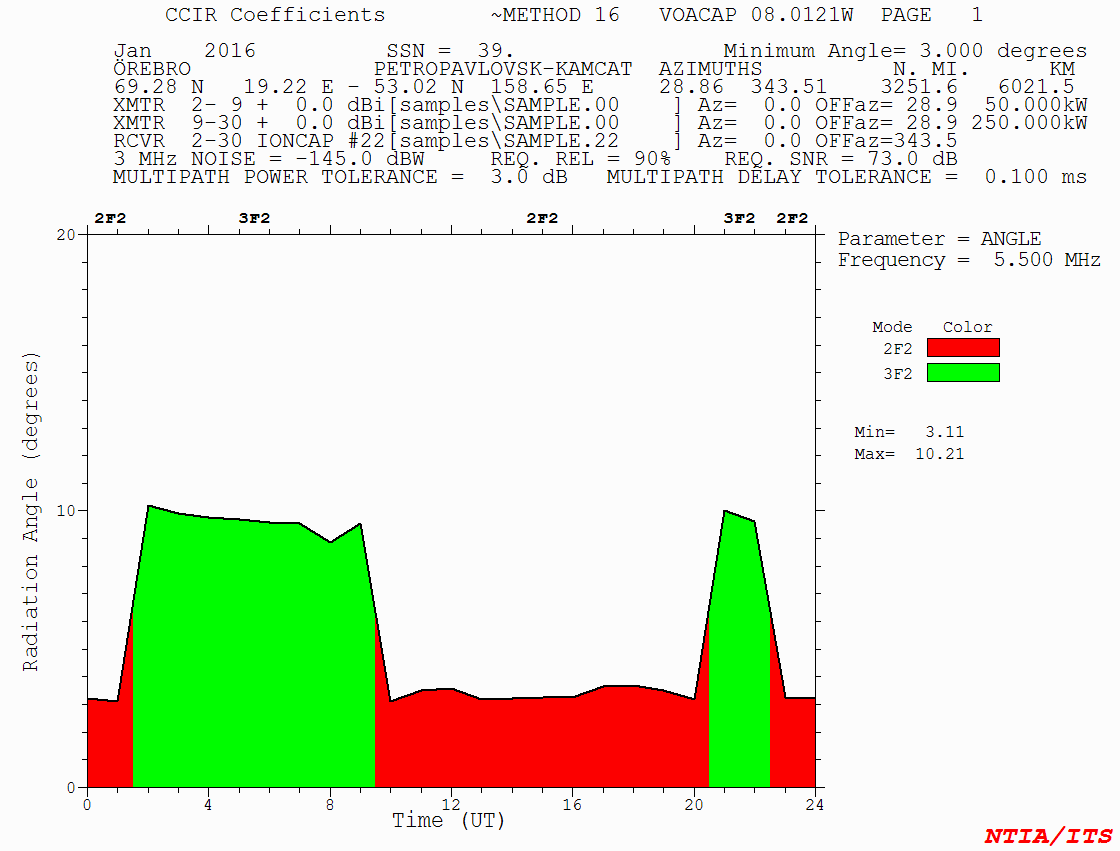 CCIR Coefficients ~METHOD 16 VOACAP 08.0121W PAGE 1
Jan 2016 SSN = 39. Minimum Angle= 3.000 degrees
ÖREBRO PETROPAVLOVSK-KAMCAT AZIMUTHS N. MI. KM
69.28 N 19.22 E - 53.02 N 158.65 E 28.86 343.51 3251.6 6021.5
XMTR 2- 9 + 0.0 dBi[samples\SAMPLE.00 ] Az= 0.0 OFFaz= 28.9 50.000kW
XMTR 9-30 + 0.0 dBi[samples\SAMPLE.00 ] Az= 0.0 OFFaz= 28.9 250.000kW
RCVR 2-30 IONCAP #22[samples\SAMPLE.22 ] Az= 0.0 OFFaz=343.5
3 MHz NOISE = -145.0 dBW REQ. REL = 90% REQ. SNR = 73.0 dB
MULTIPATH POWER TOLERANCE = 3.0 dB MULTIPATH DELAY TOLERANCE = 0.100 ms
2F2 3F2 2F2 3F2 2F2
20
10
0
Radiation Angle (degrees)
0 4 8 12 16 20 24
Time (UT)
Parameter = ANGLE
Frequency = 5.500 MHz
Mode Color
2F2
3F2
Min= 3.11
Max= 10.21
NTIA/ITS